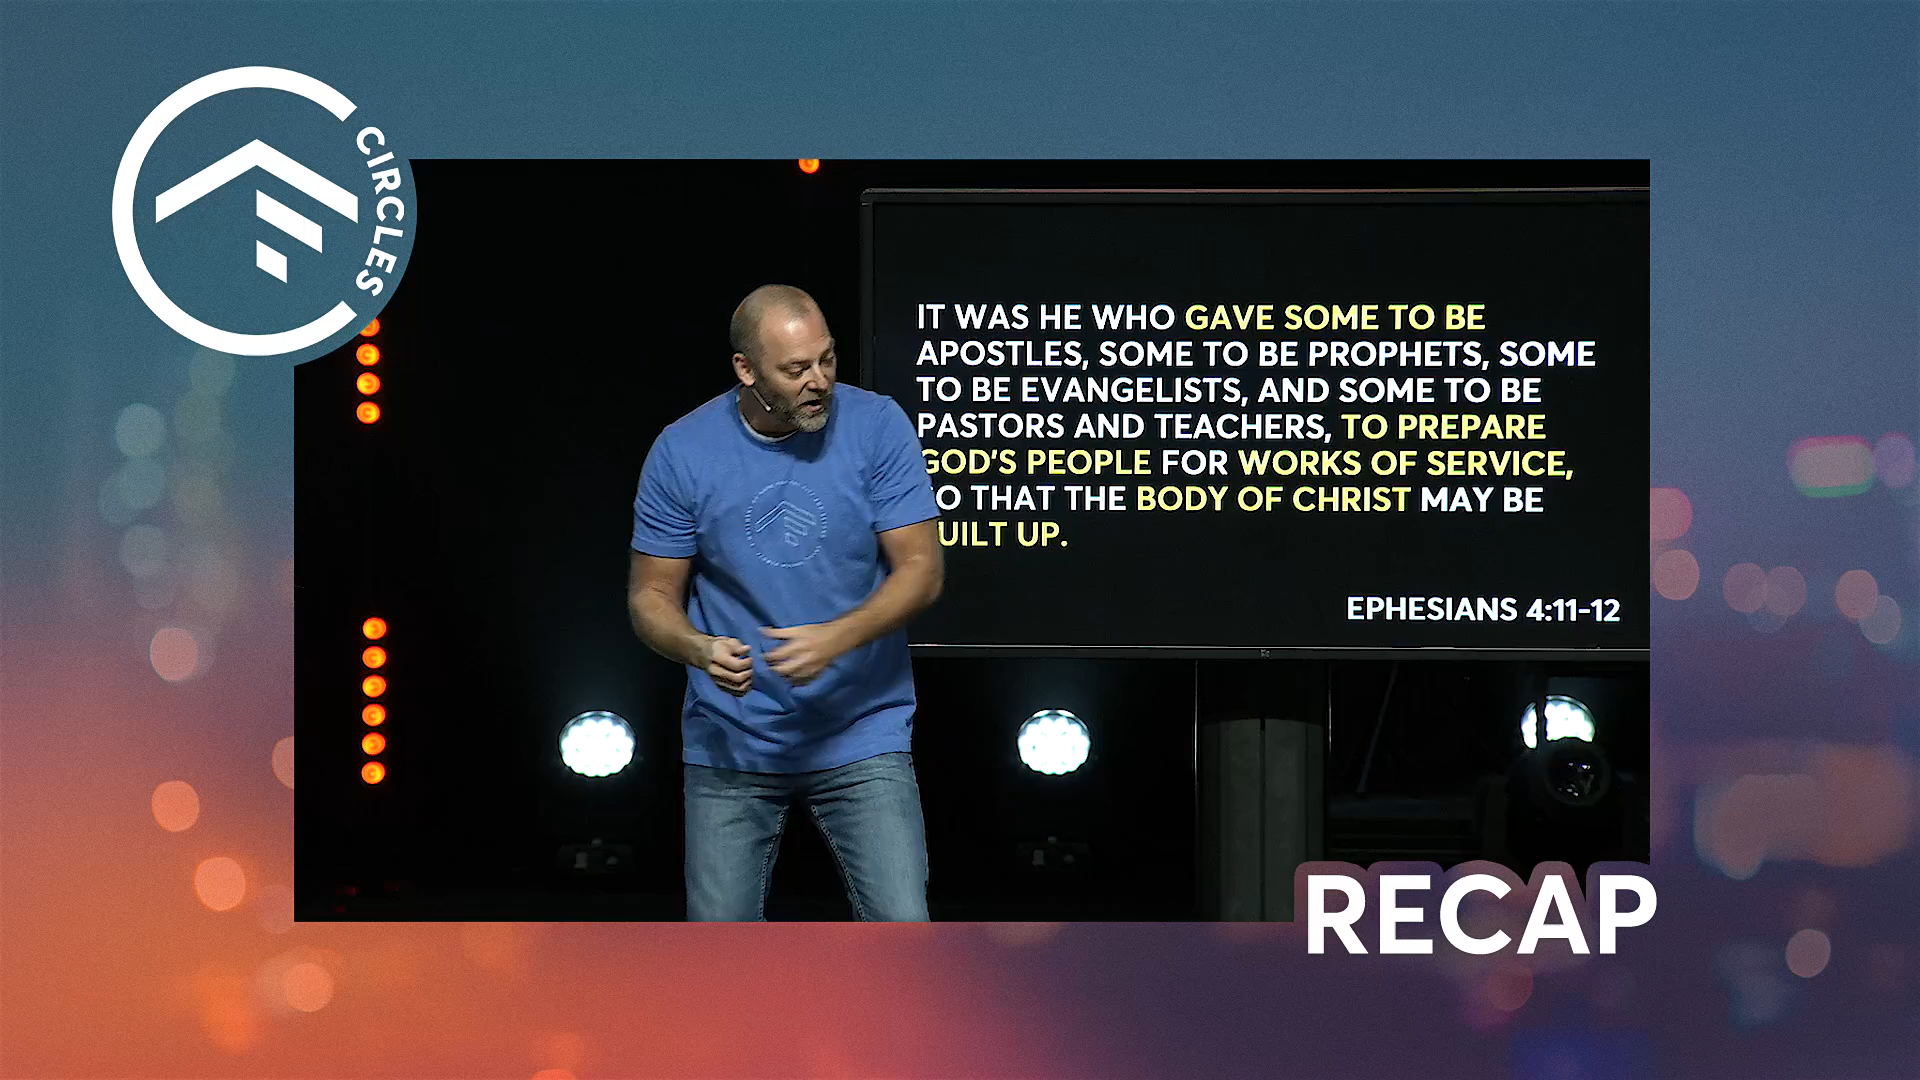 CIRCLES
IT WAS HE WHO GAVE SOME TO BE
APOSTLES, SOME TO BE PROPHETS, SOME
TO BE EVANGELISTS, AND SOME TO BE
PASTORS AND TEACHERS, TO PREPARE
GOD'S PEOPLE FOR WORKS OF SERVICE,
O THAT THE BODY OF CHRIST MAY BE
UILT UP.
EPHESIANS 4:11-12
RECAP